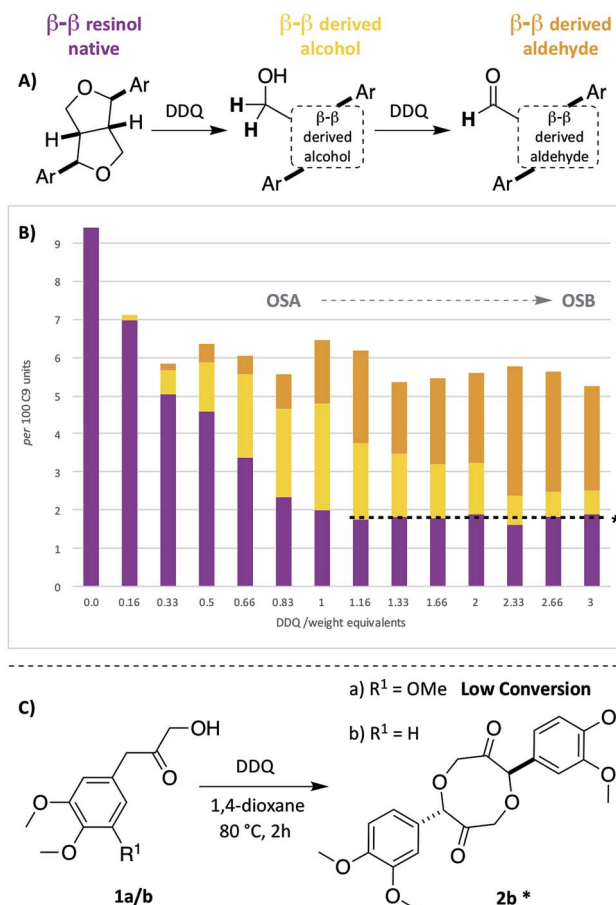 β-β resinol
native
β-β derived
alcohol
β-β derived
aldehyde
A)
O
Ar
H
H
Ar
O
DDQ
OH
H
H
Ar
β-β
derived
alcohol
Ar
DDQ
O
H
Ar
β-β
derived
aldehyde
Ar
B)
OSA
OSB
per 100 C9 units
9
8
7
6
5
4
3
2
1
0
*
0.0 0.16 0.33 0.5 0.66 0.83 1 1.16 1.33 1.66 2 2.33 2.66 3
DDQ /weight equivalents
C)
a) R1 = OMe Low Conversion
b) R1 = H
OH
O
O
O
R1
1a/b
DDQ
1,4-dioxane
80 °C, 2h
O
O
O
O
O
O
O
O
2b *